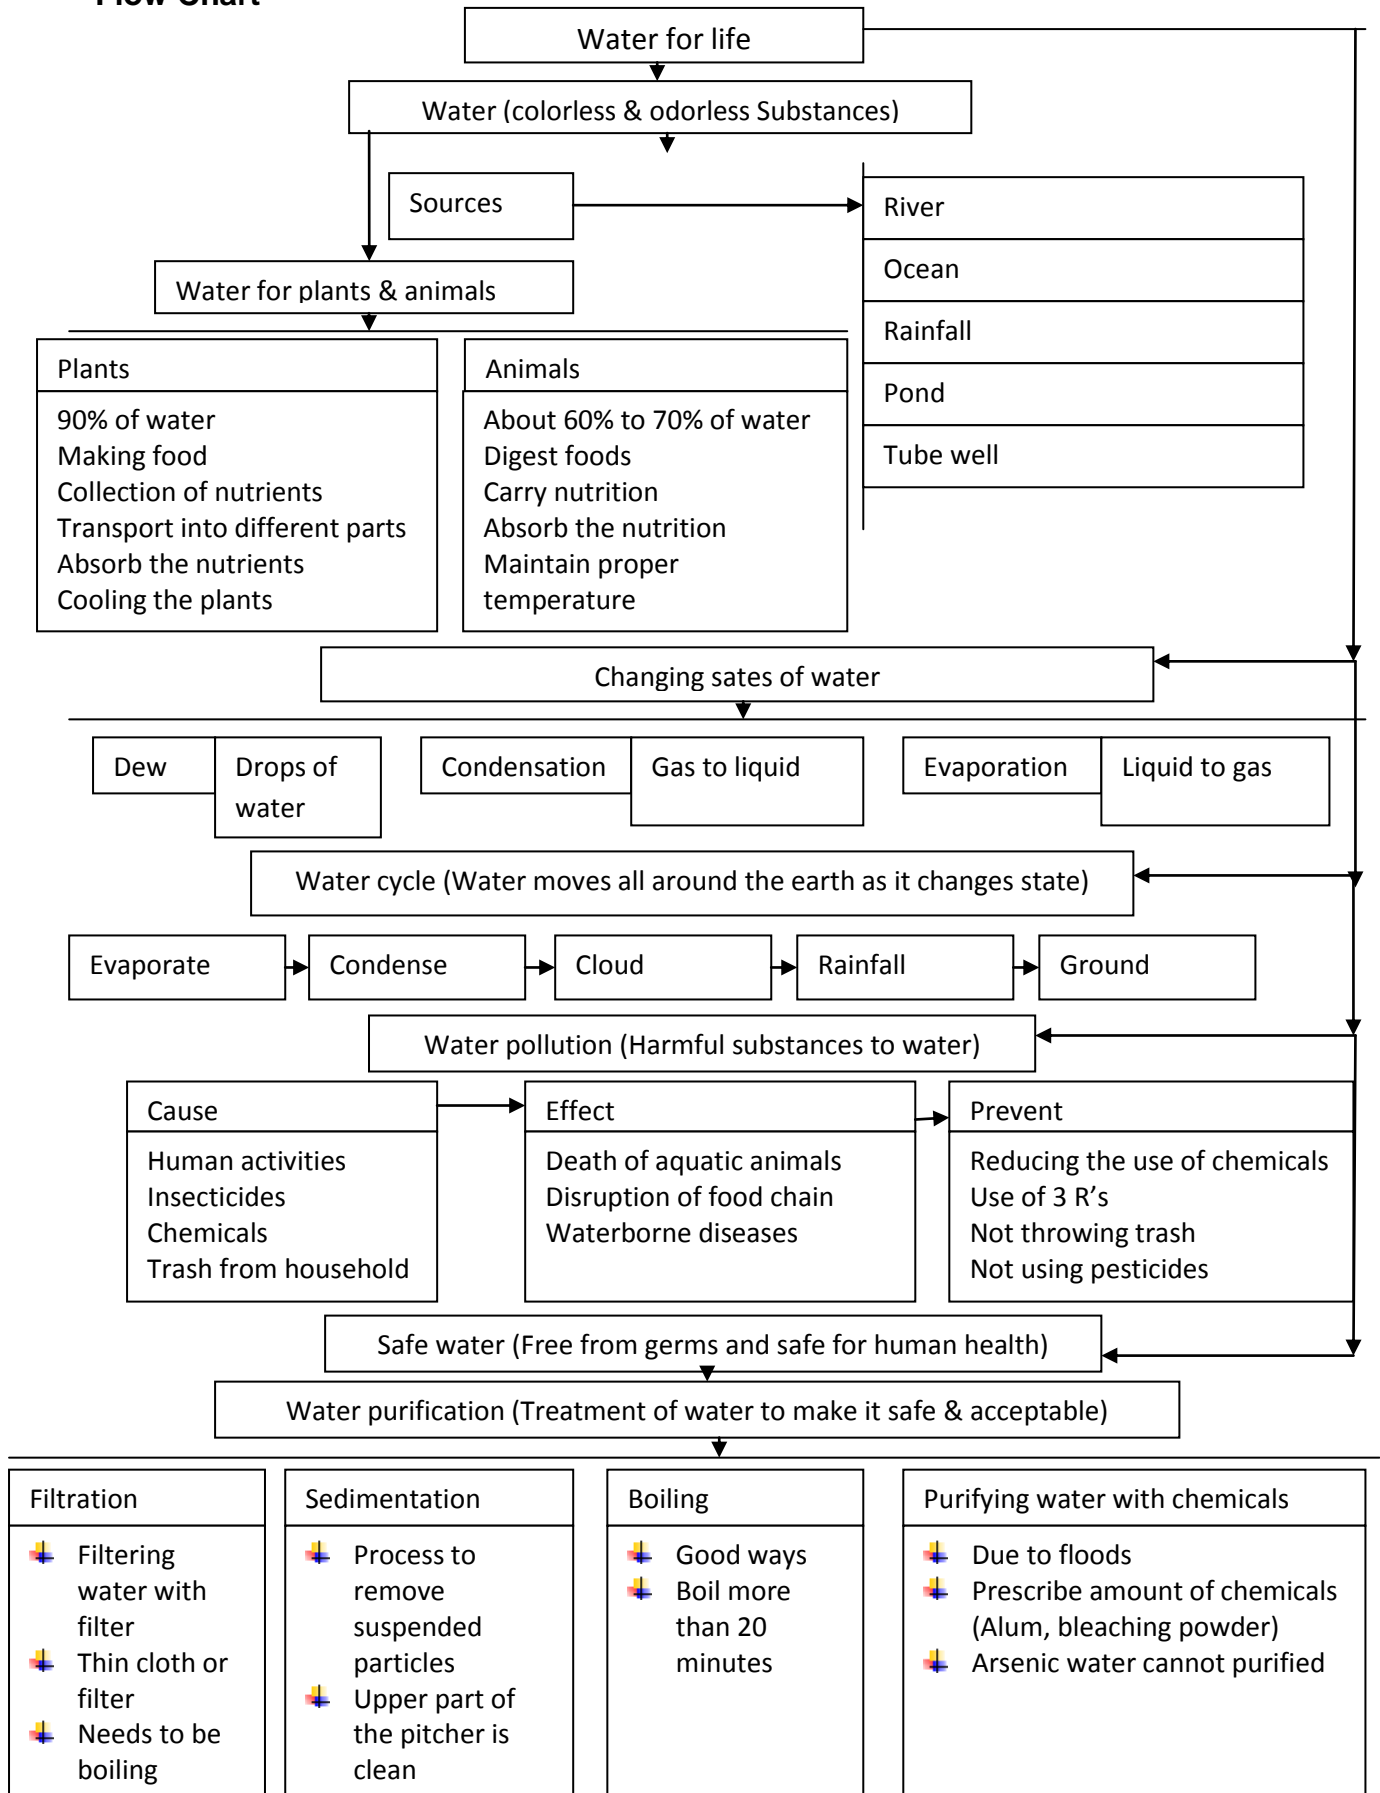 Flow Chart
Water for life
Water (colorless & odorless Substances)
Sources
River
Ocean
Rainfall
Pond
Tube well
Water for plants & animals
Plants
90% of water
Making food
Collection of nutrients
Transport into different parts
Absorb the nutrients
Cooling the plants
Animals
About 60% to 70% of water
Digest foods
Carry nutrition
Absorb the nutrition
Maintain proper
temperature
Changing sates of water
Dew
Drops of
water
Condensation
Gas to liquid
Evaporation
Liquid to gas
Water cycle (Water moves all around the earth as it changes state)
Evaporate
Condense
Cloud
Rainfall
Ground
Water pollution (Harmful substances to water)
Cause
Human activities
Insecticides
Chemicals
Trash from household
Effect
Death of aquatic animals
Disruption of food chain
Waterborne diseases
Prevent
Reducing the use of chemicals
Use of 3 R’s
Not throwing trash
Not using pesticides
Safe water (Free from germs and safe for human health)
Water purification (Treatment of water to make it safe & acceptable)
Filtration
Filtering
water with
filter
Thin cloth or
filter
Needs to be
boiling
Sedimentation
Process to
remove
suspended
particles
Upper part of
the pitcher is
clean
Boiling
Good ways
Boil more
than 20
minutes
Purifying water with chemicals
Due to floods
Prescribe amount of chemicals
(Alum, bleaching powder)
Arsenic water cannot purified